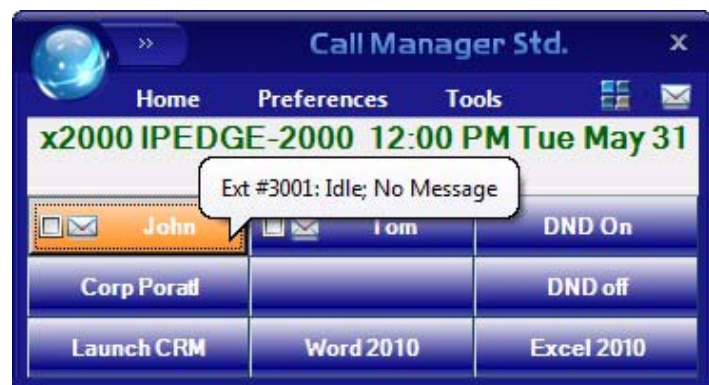 >>
Call Manager Std.
x
Home Preferences Tools
x2000 IPEDGE-2000 12:00 PM Tue May 31
Ext #3001: Idle; No Message
John Tom DND On
Corp Poratl DND off
Launch CRM Word 2010 Excel 2010